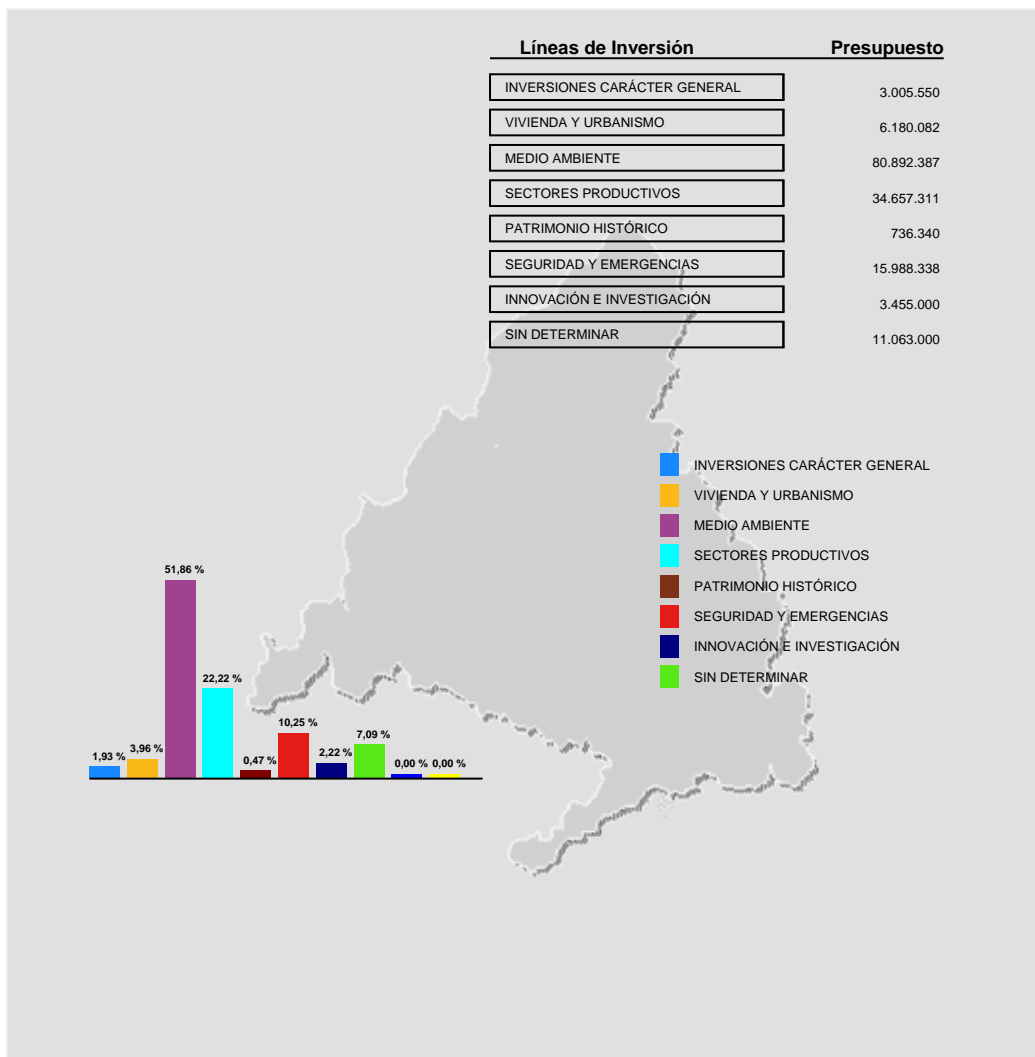 Líneas de Inversión Presupuesto
INVERSIONES CARÁCTER GENERAL 3.005.550
VIVIENDA Y URBANISMO 6.180.082
MEDIO AMBIENTE 80.892.387
SECTORES PRODUCTIVOS 34.657.311
PATRIMONIO HISTÓRICO 736.340
SEGURIDAD Y EMERGENCIAS 15.988.338
INNOVACIÓN E INVESTIGACIÓN 3.455.000
SIN DETERMINAR 11.063.000
INVERSIONES CARÁCTER GENERAL
VIVIENDA Y URBANISMO
MEDIO AMBIENTE
SECTORES PRODUCTIVOS
PATRIMONIO HISTÓRICO
SEGURIDAD Y EMERGENCIAS
INNOVACIÓN E INVESTIGACIÓN
SIN DETERMINAR
1,93 % 3,96 % 51,86 % 22,22 % 0,47 % 10,25 % 2,22 % 7,09 % 0,00 % 0,00 %